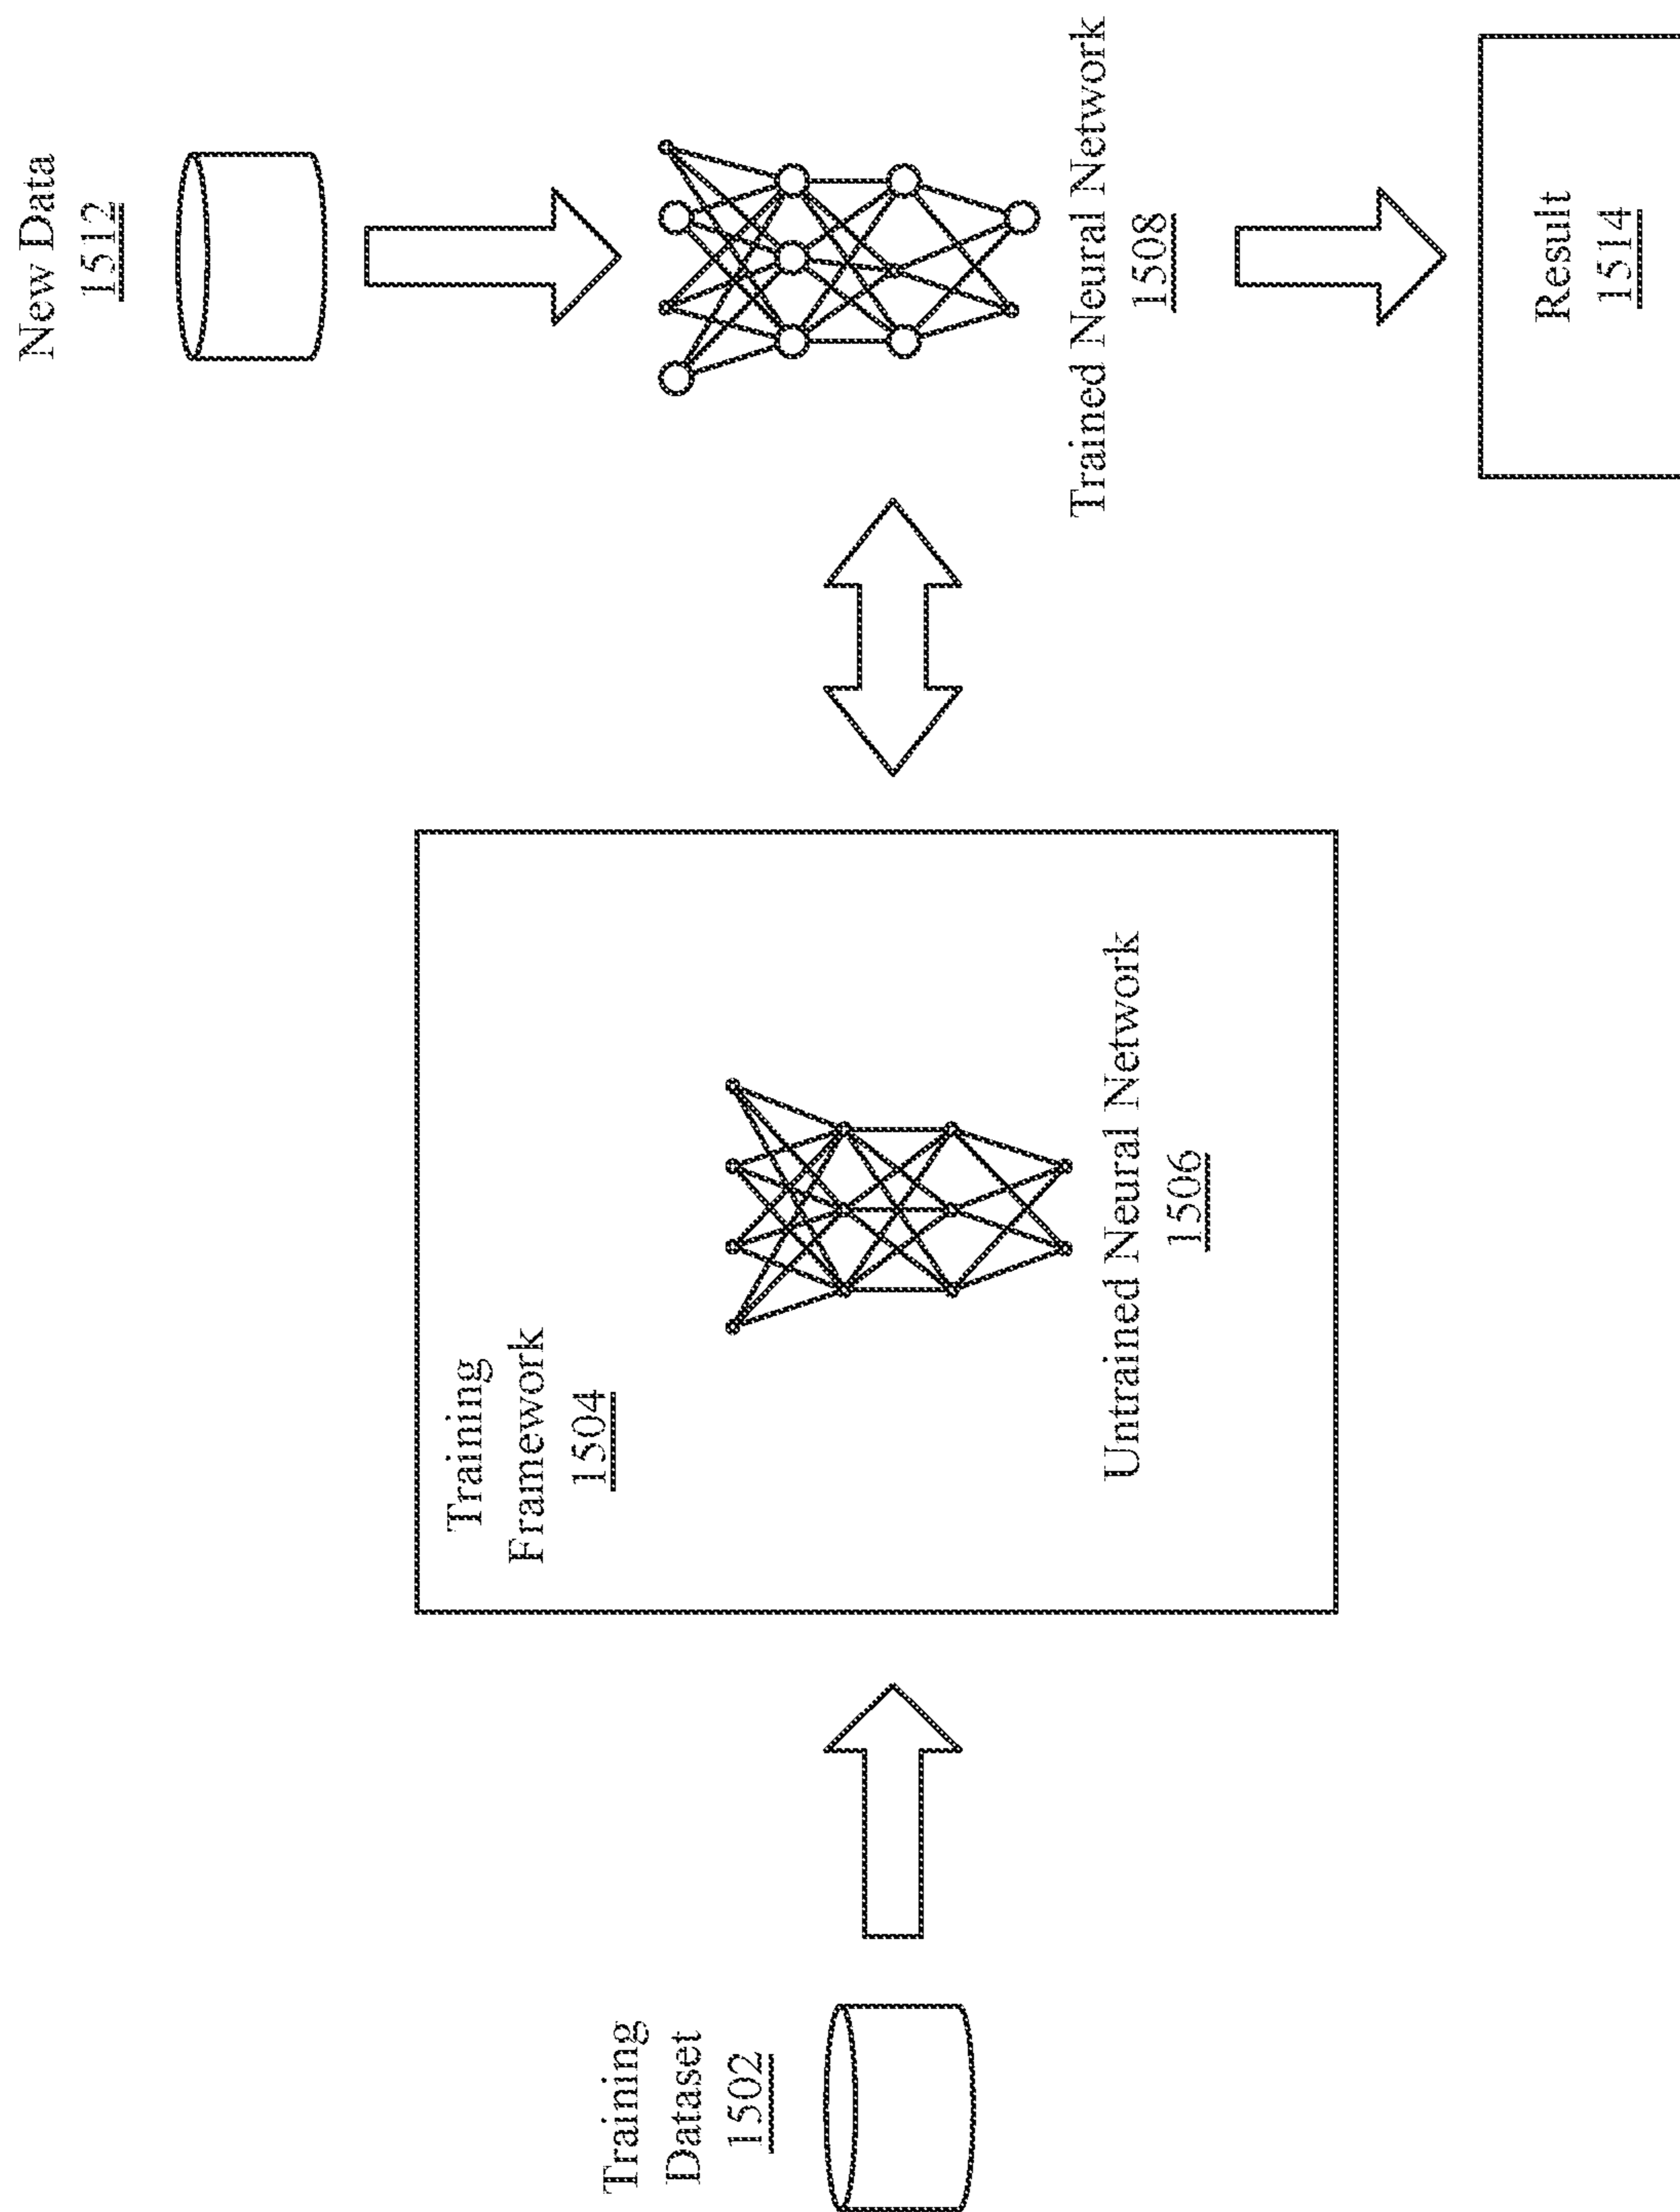 Training
Dataset
1502
Training
Framework
1504
Untrained Neural Network
1506
New Data
1512
Trained Neural Network
1508
Result
1514